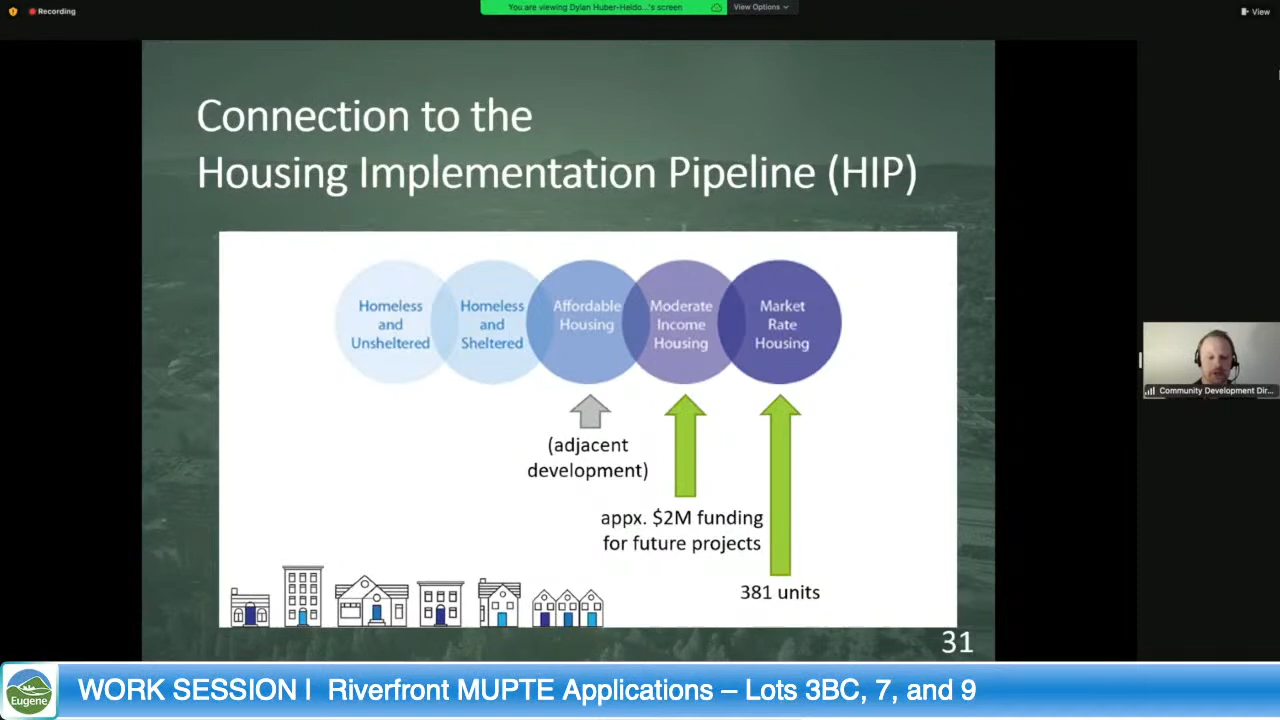 Recording
You are viewing Dylan Huber-Heido...'s screen
View Options
View
Connection to the
Housing Implementation Pipeline (HIP)
Homeless
and
Unsheltered
Homeless
and
Sheltered
Affordable
Housing
Moderate
Income
Housing
Market
Rate
Housing
(adjacent
development)
appx. $2M funding
for future projects
381 units
31
Community Development Dir...
Eugene
WORK SESSION | Riverfront MUPTE Applications – Lots 3BC, 7, and 9